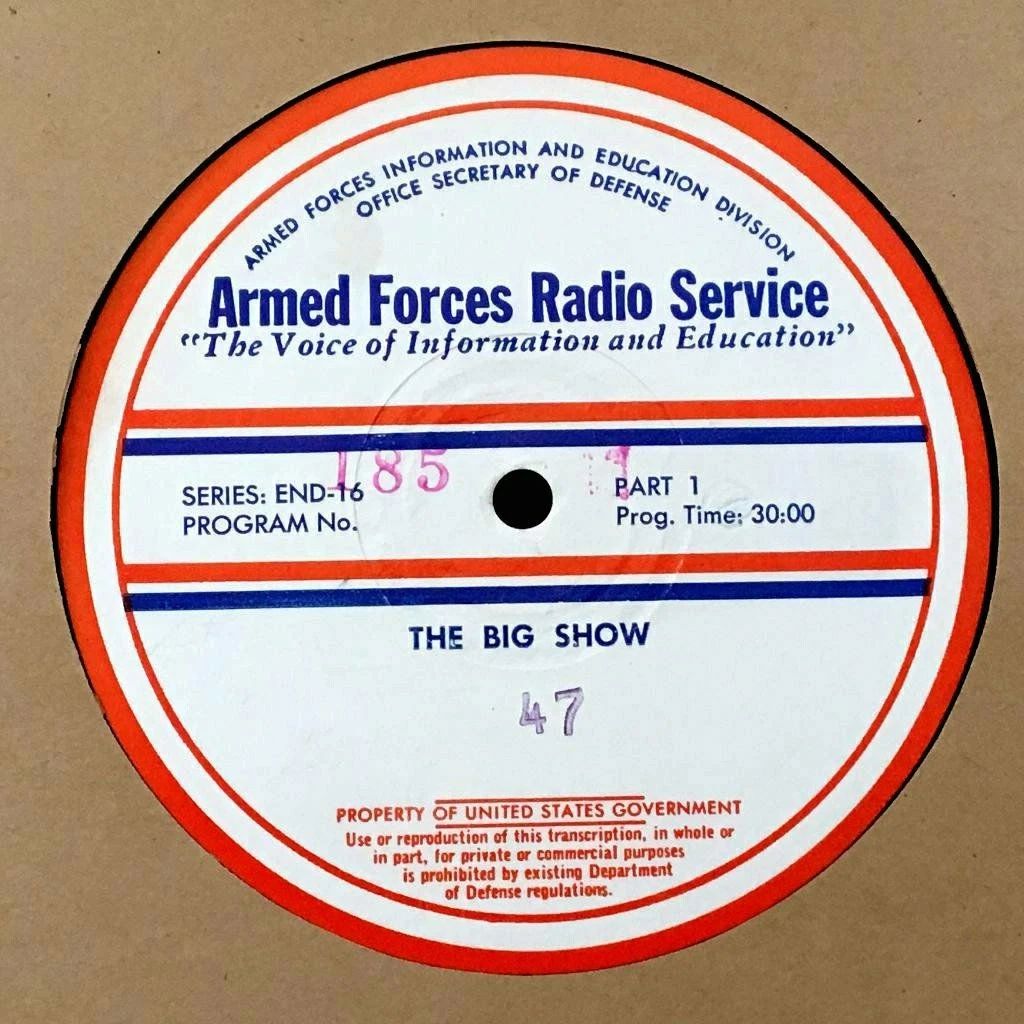 ARMED FORCES INFORMATION AND EDUCATION DIVISION
OFFICE SECRETARY OF DEFENSE
Armed Forces Radio Service
"The Voice of Information and Education"
185
SERIES: END-16
PART 1
PROGRAM No.
Prog. Time: 30:00
THE BIG SHOW
47
PROPERTY OF UNITED STATES GOVERNMENT
Use or reproduction of this transcription, in whole or
in part, for private or commercial purposes
is prohibited by existing Department
of Defense regulations.